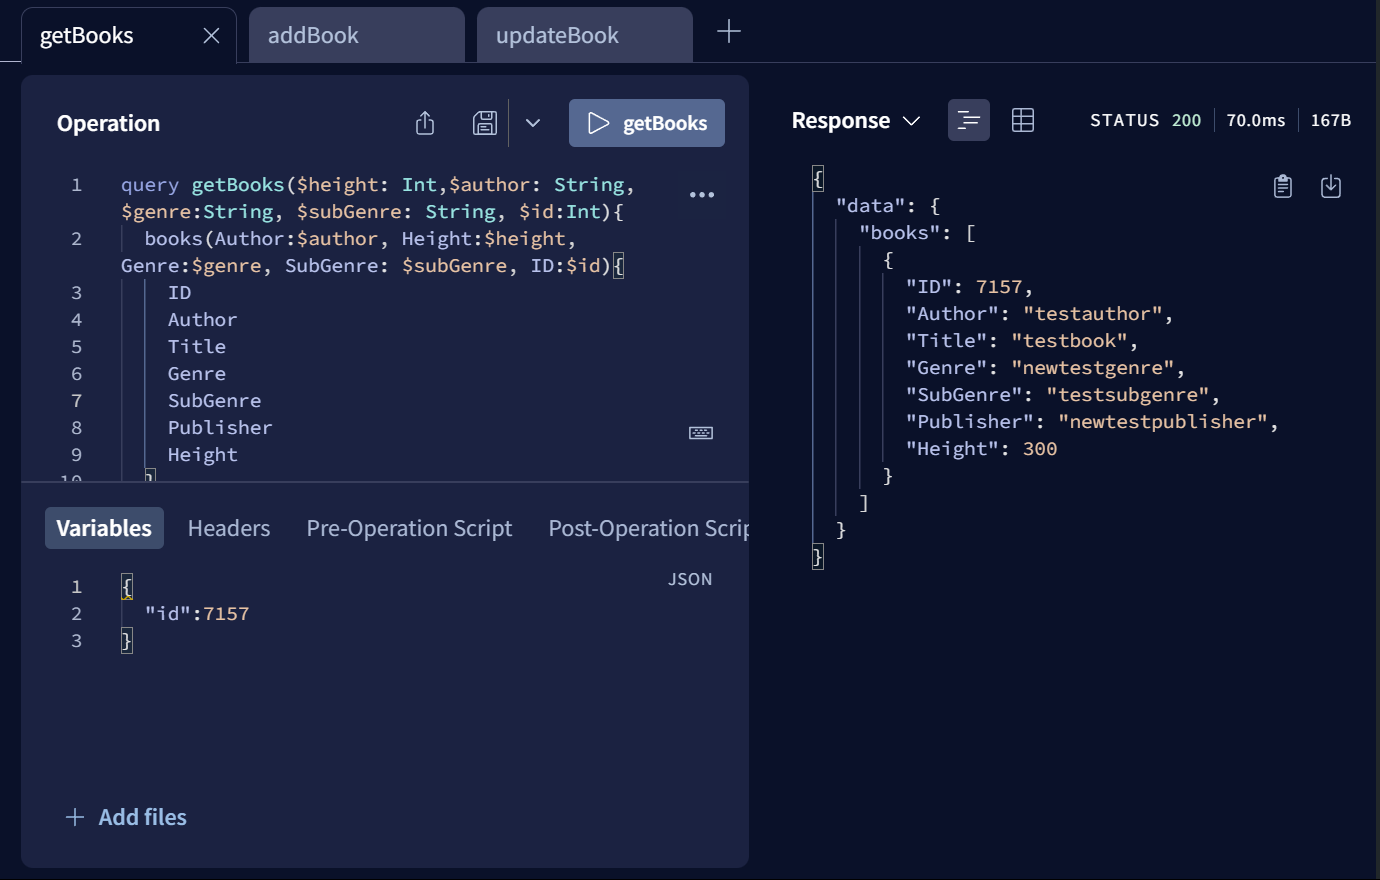 getBooks
addBook
updateBook
Operation
getBooks
1 query getBooks($height: Int,$author: String,
$genre:String, $subGenre: String, $id:Int){
2 books(Author:$author, Height:$height,
Genre:$genre, SubGenre: $subGenre, ID:$id){
3 ID
4 Author
5 Title
6 Genre
7 SubGenre
8 Publisher
9 Height
10 }
Variables Headers Pre-Operation Script Post-Operation Scrip
JSON
1 {
2 "id":7157
3 }
Add files
Response
STATUS 200 70.0ms 167B
{
"data": {
"books": [
{
"ID": 7157,
"Author": "testauthor",
"Title": "testbook",
"Genre": "newtestgenre",
"SubGenre": "testsubgenre",
"Publisher": "newtestpublisher",
"Height": 300
}
]
}
}